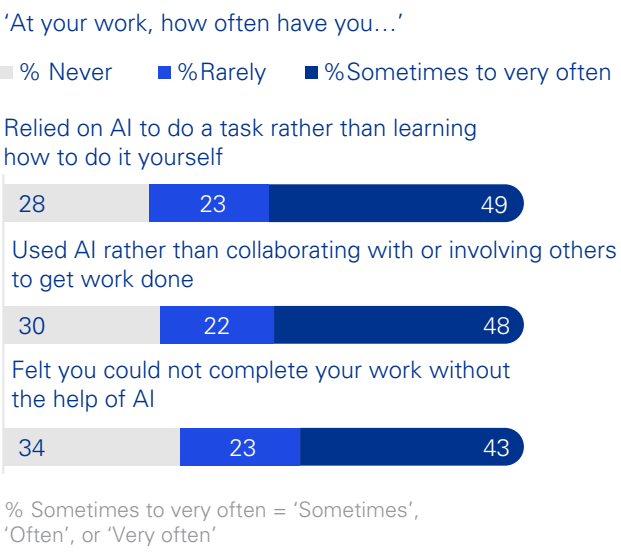 ‘At your work, how often have you…’
% Never %Rarely %Sometimes to very often
Relied on AI to do a task rather than learning
how to do it yourself
28 23 49
Used AI rather than collaborating with or involving others
to get work done
30 22 48
Felt you could not complete your work without
the help of AI
34 23 43
% Sometimes to very often = ‘Sometimes’,
‘Often’, or ‘Very often’